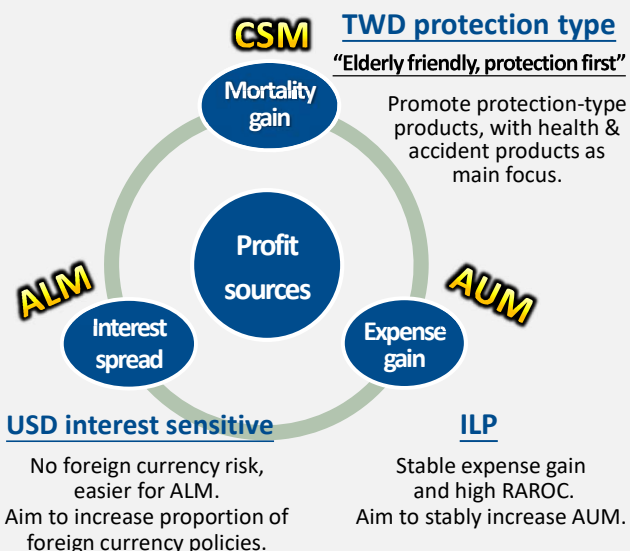 CSM
TWD protection type
“Elderly friendly, protection first”
Mortality
gain
Promote protection-type
products, with health &
accident products as
main focus.
Profit
sources
ALM
AUM
Interest
spread
Expense
gain
USD interest sensitive
No foreign currency risk,
easier for ALM.
Aim to increase proportion of
foreign currency policies.
ILP
Stable expense gain
and high RAROC.
Aim to stably increase AUM.